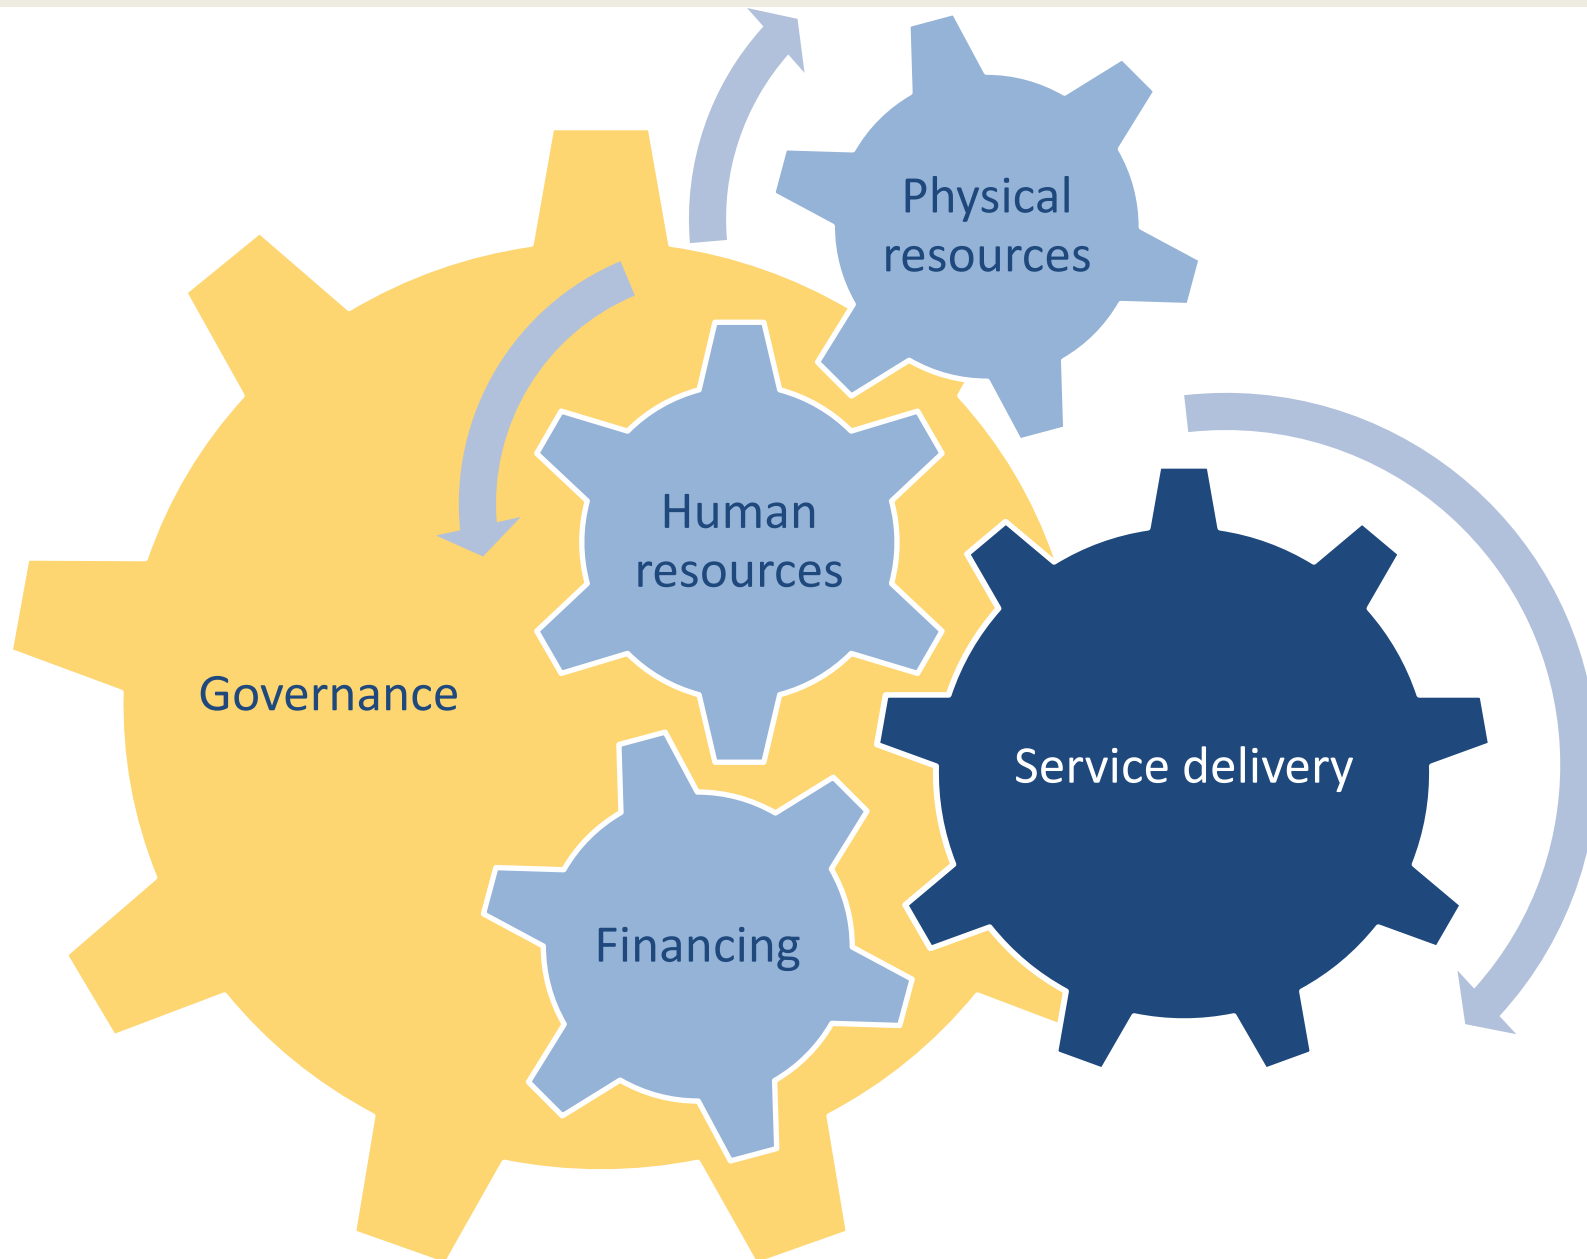 Physical
resources
Human
resources
Governance
Service delivery
Financing